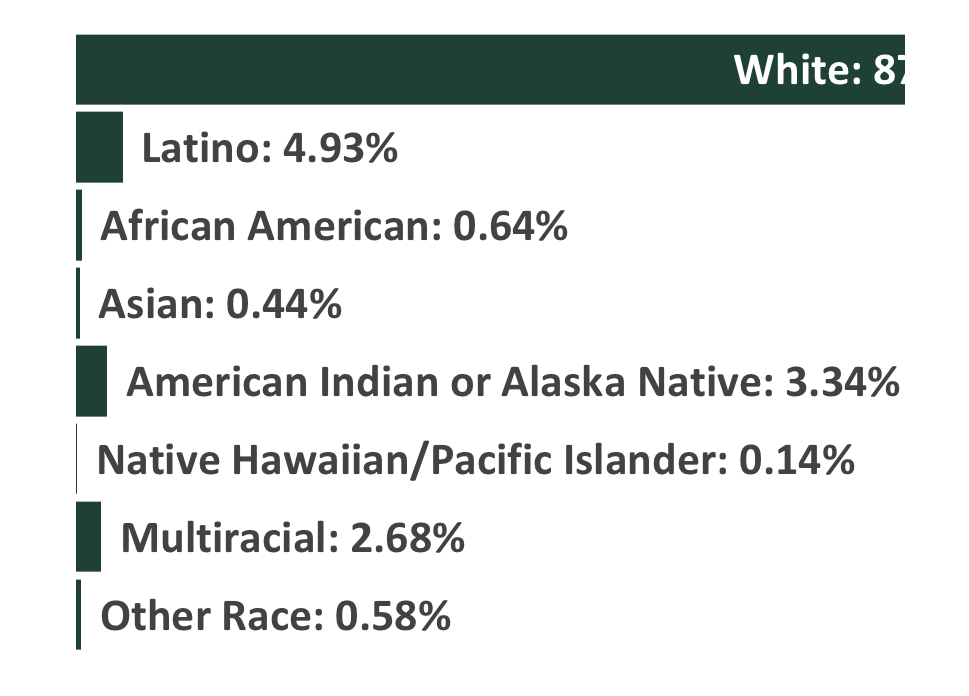 White: 87
Latino: 4.93%
African American: 0.64%
Asian: 0.44%
American Indian or Alaska Native: 3.34%
Native Hawaiian/Pacific Islander: 0.14%
Multiracial: 2.68%
Other Race: 0.58%